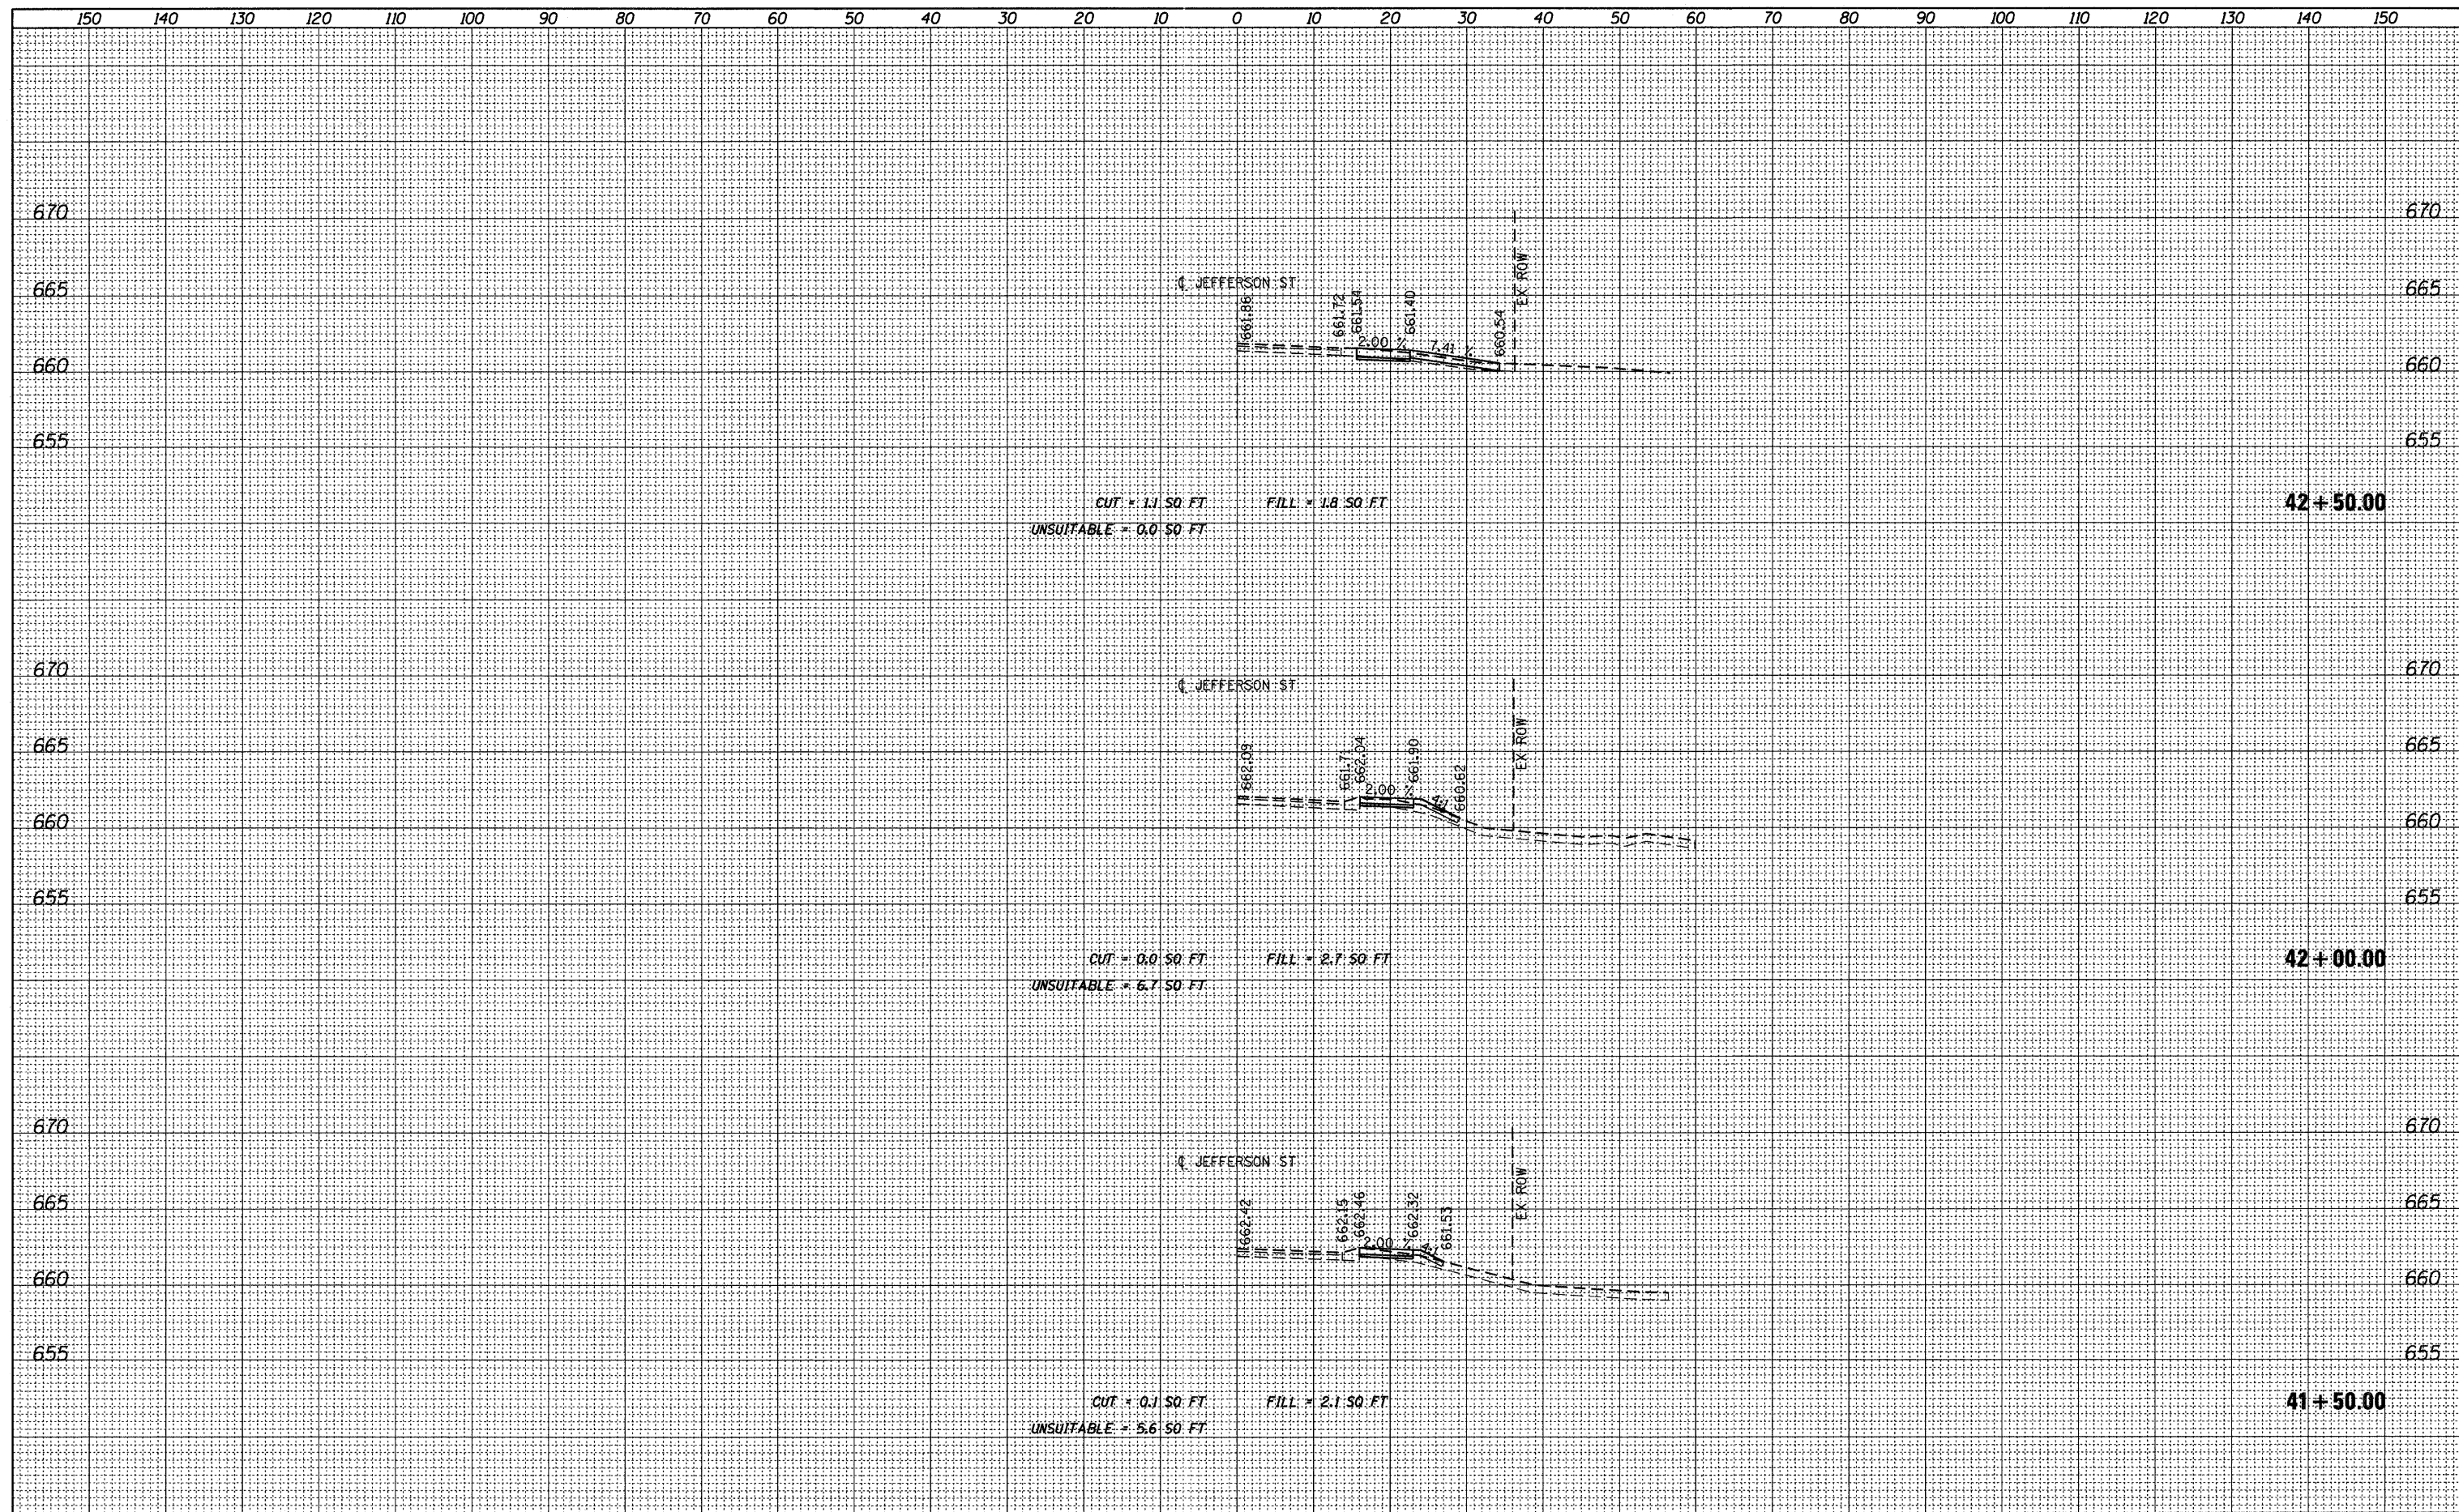 150 140 130 120 110 100 90 80 70 60 50 40 30 20 10 0 10 20 30 40 50 60 70 80 90 100 110 120 130 140 150
670 670
EX ROW
℄ JEFFERSON ST
665 665
661.86 661.72 661.54 661.40 660.54
2.00 % 7.41 %
660 660
655 655
CUT = 1.1 SQ FT FILL = 1.8 SQ FT 42+50.00
UNSUITABLE = 0.0 SQ FT
670 670
℄ JEFFERSON ST
EX ROW
665 665
662.09 662.04 661.90 660.62
2.00 % 4:1
660 660
655 655
CUT = 0.0 SQ FT FILL = 2.7 SQ FT 42+00.00
UNSUITABLE = 6.7 SQ FT
670 670
℄ JEFFERSON ST
EX ROW
665 665
662.42 662.15 662.46 662.32 661.53
2.00 % 4:1
660 660
655 655
CUT = 0.1 SQ FT FILL = 2.1 SQ FT 41+50.00
UNSUITABLE = 5.6 SQ FT